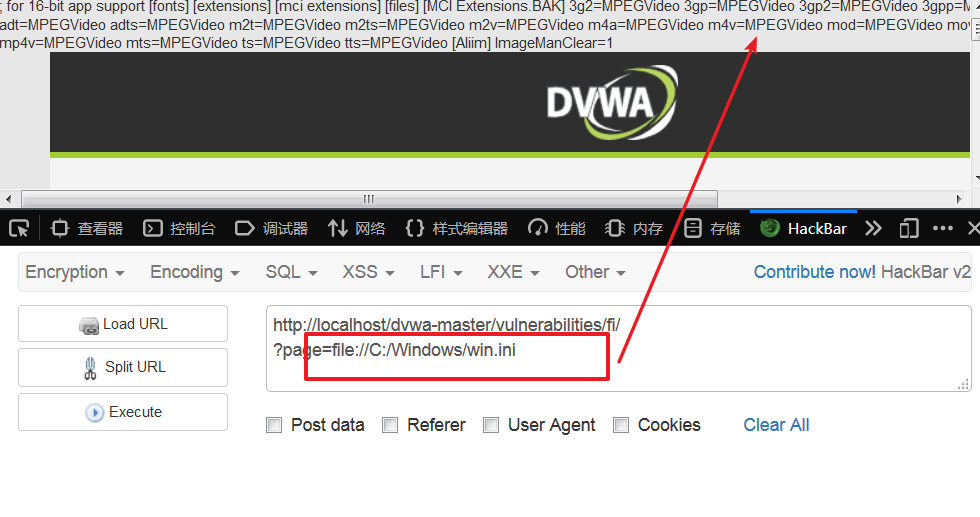 ; for 16-bit app support [fonts] [extensions] [mci extensions] [files] [MCI Extensions.BAK] 3g2=MPEGVideo 3gp=MPEGVideo 3gp2=MPEGVideo 3gpp=M
adt=MPEGVideo adts=MPEGVideo m2t=MPEGVideo m2ts=MPEGVideo m2v=MPEGVideo m4a=MPEGVideo m4v=MPEGVideo mod=MPEGVideo mov
mp4v=MPEGVideo mts=MPEGVideo ts=MPEGVideo tts=MPEGVideo [Aliim] ImageManClear=1
DVWA
查看器 控制台 调试器 网络 {} 样式编辑器 性能 内存 存储 HackBar
Encryption Encoding SQL XSS LFI XXE Other Contribute now! HackBar v2
Load URL
http://localhost/dvwa-master/vulnerabilities/fi/
?page=file://C:/Windows/win.ini
Split URL
Execute
Post data Referer User Agent Cookies Clear All